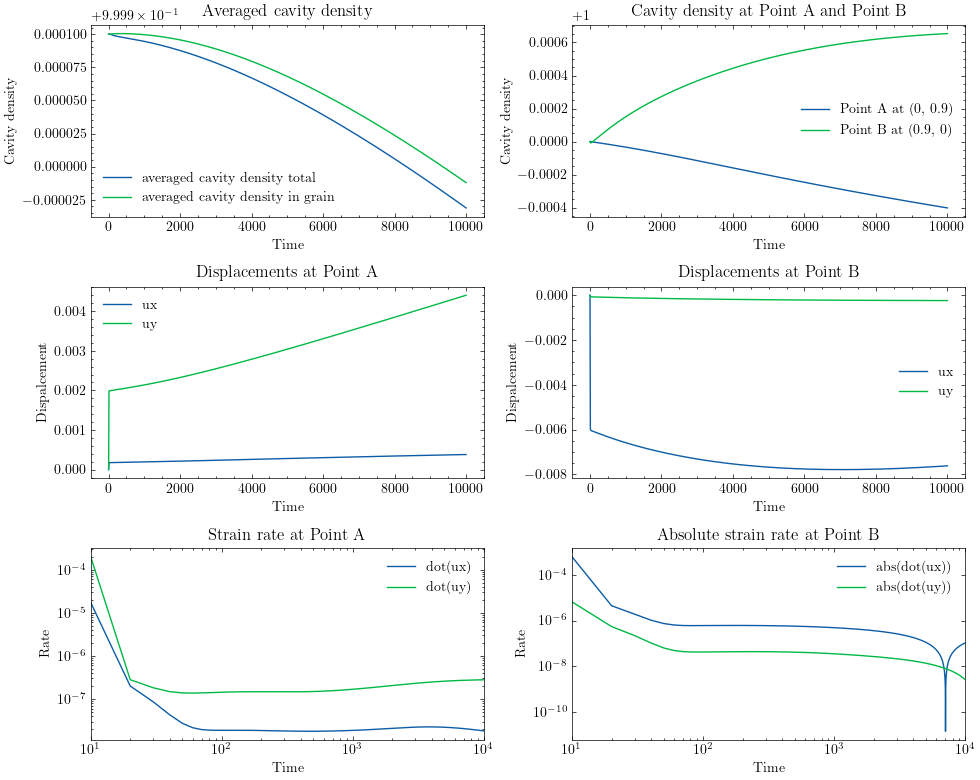 Averaged cavity density
+9.999 × 10⁻¹
0.000100
0.000075
0.000050
0.000025
0.000000
−0.000025
Cavity density
averaged cavity density total
averaged cavity density in grain
0 2000 4000 6000 8000 10000
Time
Cavity density at Point A and Point B
+1
0.0006
0.0004
0.0002
0.0000
−0.0002
−0.0004
Cavity density
Point A at (0, 0.9)
Point B at (0.9, 0)
0 2000 4000 6000 8000 10000
Time
Displacements at Point A
0.004
0.003
0.002
0.001
0.000
Dispalcement
ux
uy
0 2000 4000 6000 8000 10000
Time
Displacements at Point B
0.000
−0.002
−0.004
−0.006
−0.008
Dispalcement
ux
uy
0 2000 4000 6000 8000 10000
Time
Strain rate at Point A
10⁻⁴
10⁻⁵
10⁻⁶
10⁻⁷
Rate
dot(ux)
dot(uy)
10¹ 10² 10³ 10⁴
Time
Absolute strain rate at Point B
10⁻⁴
10⁻⁶
10⁻⁸
10⁻¹⁰
Rate
abs(dot(ux))
abs(dot(uy))
10¹ 10² 10³ 10⁴
Time